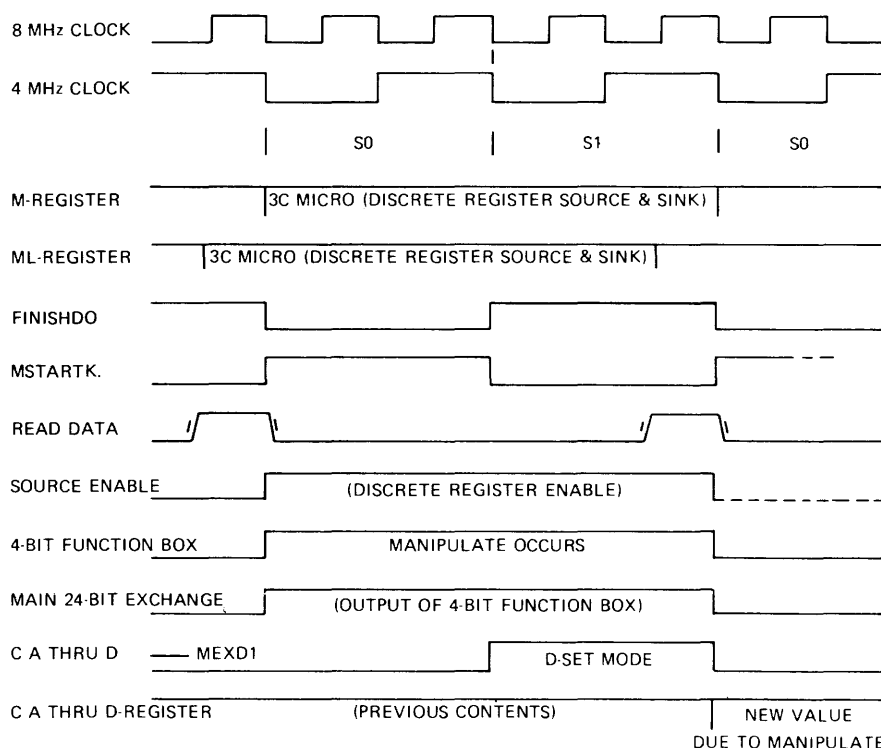 8 MHz CLOCK
4 MHz CLOCK
S0 S1 S0
M-REGISTER 3C MICRO (DISCRETE REGISTER SOURCE & SINK)
ML-REGISTER 3C MICRO (DISCRETE REGISTER SOURCE & SINK)
FINISHDO
MSTARTK.
READ DATA
SOURCE ENABLE (DISCRETE REGISTER ENABLE)
4-BIT FUNCTION BOX MANIPULATE OCCURS
MAIN 24-BIT EXCHANGE (OUTPUT OF 4-BIT FUNCTION BOX)
C A THRU D — MEXD1 D-SET MODE
C A THRU D-REGISTER (PREVIOUS CONTENTS) NEW VALUE
DUE TO MANIPULATE